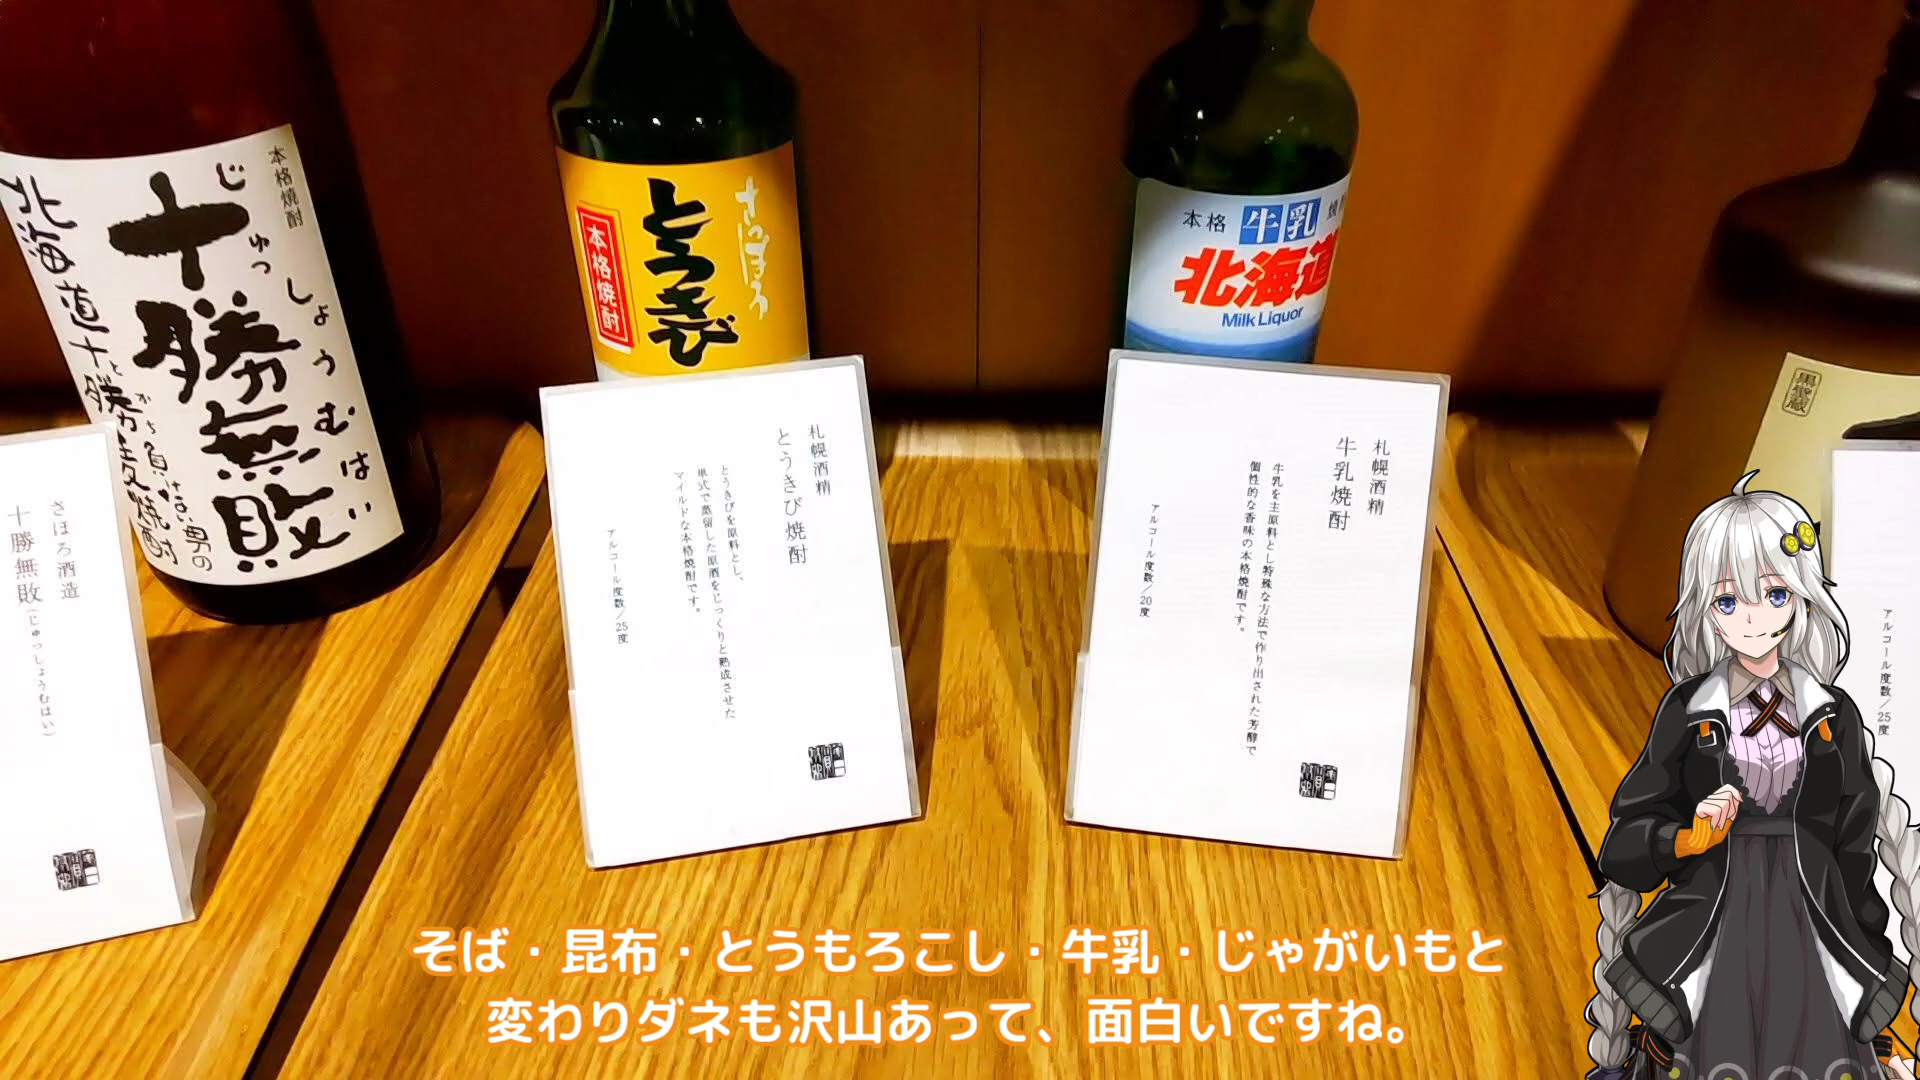 本格焼酎
じゅっしょうむはい
十勝無敗
北海道十勝
男の
さほろ酒造
十勝無敗(じゅっしょうむはい)
さっぽろ
とうきび
本格焼酎
札幌酒精
とうきび焼酎
とうきびを原料とし、
単式で蒸留した原酒をじっくりと熟成させた
マイルドな本格焼酎です。
アルコール度数/25度
本格 牛乳
北海道
Milk Liquor
札幌酒精
牛乳焼酎
牛乳を主原料とし特殊な方法で作り出された芳醇で
個性的な香味の本格焼酎です。
アルコール度数/20度
アルコール度数/25度
そば・昆布・とうもろこし・牛乳・じゃがいもと
変わりダネも沢山あって、面白いですね。